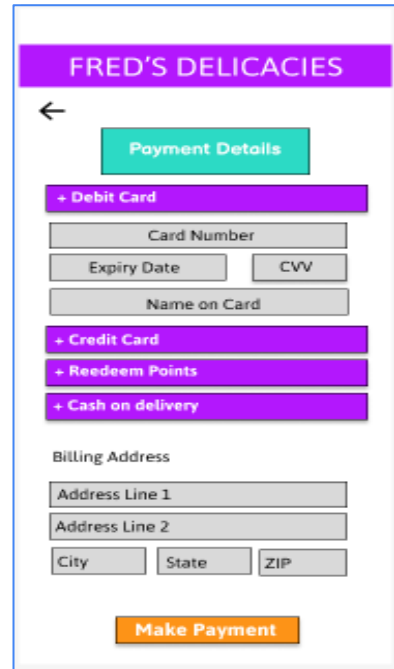 FRED'S DELICACIES
Payment Details
+ Debit Card
Card Number
Expiry Date CVV
Name on Card
+ Credit Card
+ Reedeem Points
+ Cash on delivery
Billing Address
Address Line 1
Address Line 2
City State ZIP
Make Payment